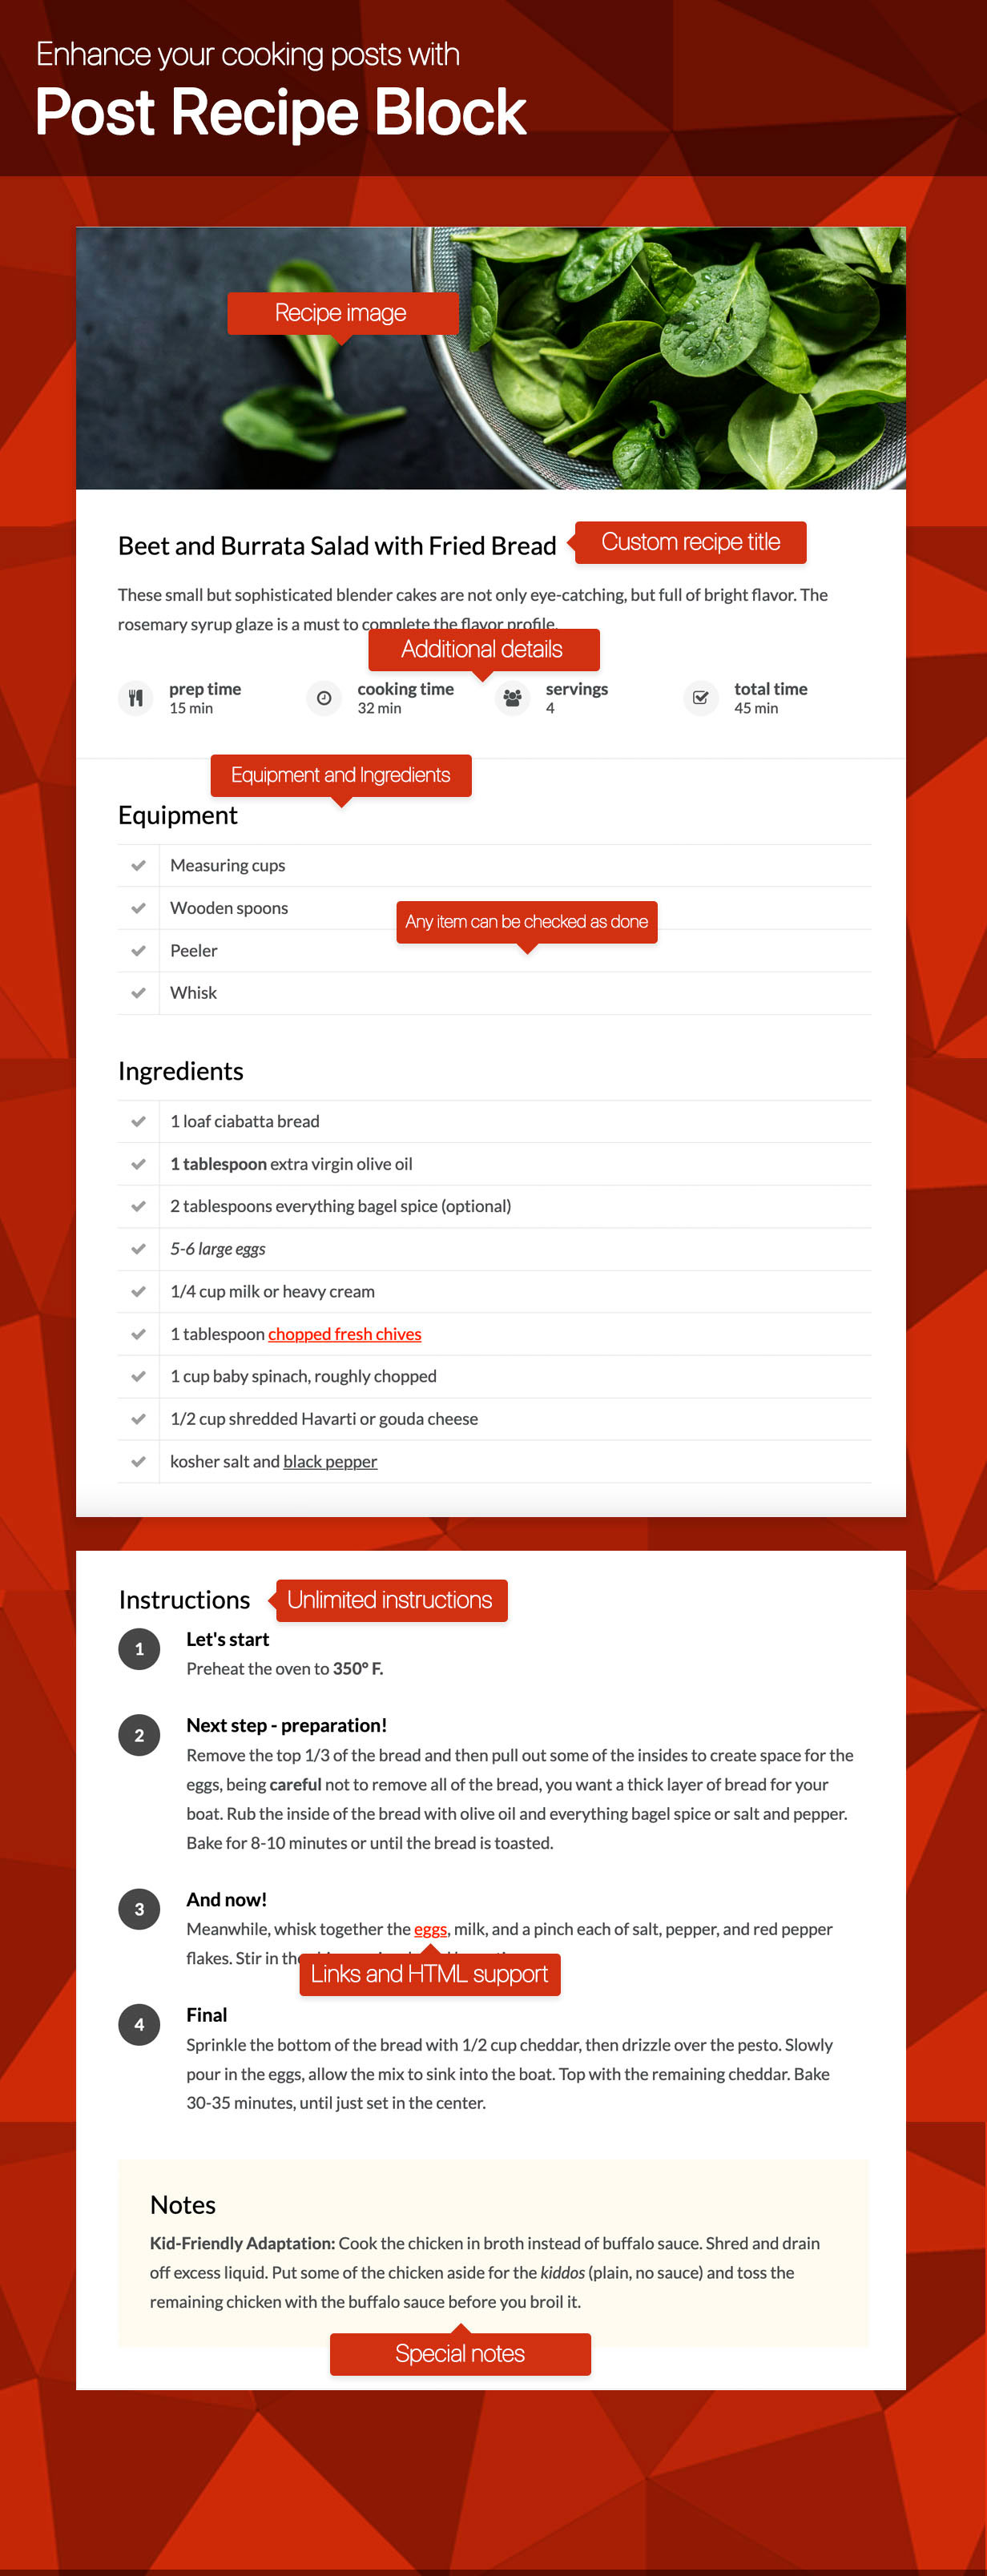 Enhance your cooking posts with
Post Recipe Block
Recipe image
Beet and Burrata Salad with Fried Bread
Custom recipe title
These small but sophisticated blender cakes are not only eye-catching, but full of bright flavor. The
rosemary syrup glaze is a must to complete the flavor profile.
Additional details
prep time
15 min
cooking time
32 min
servings
4
total time
45 min
Equipment and Ingredients
Equipment
Measuring cups
Wooden spoons
Any item can be checked as done
Peeler
Whisk
Ingredients
1 loaf ciabatta bread
1 tablespoon extra virgin olive oil
2 tablespoons everything bagel spice (optional)
5-6 large eggs
1/4 cup milk or heavy cream
1 tablespoon chopped fresh chives
1 cup baby spinach, roughly chopped
1/2 cup shredded Havarti or gouda cheese
kosher salt and black pepper
Instructions
Unlimited instructions
1
Let's start
Preheat the oven to 350° F.
2
Next step - preparation!
Remove the top 1/3 of the bread and then pull out some of the insides to create space for the
eggs, being careful not to remove all of the bread, you want a thick layer of bread for your
boat. Rub the inside of the bread with olive oil and everything bagel spice or salt and pepper.
Bake for 8-10 minutes or until the bread is toasted.
3
And now!
Meanwhile, whisk together the eggs, milk, and a pinch each of salt, pepper, and red pepper
flakes. Stir in
Links and HTML support
4
Final
Sprinkle the bottom of the bread with 1/2 cup cheddar, then drizzle over the pesto. Slowly
pour in the eggs, allow the mix to sink into the boat. Top with the remaining cheddar. Bake
30-35 minutes, until just set in the center.
Notes
Kid-Friendly Adaptation: Cook the chicken in broth instead of buffalo sauce. Shred and drain
off excess liquid. Put some of the chicken aside for the kiddos (plain, no sauce) and toss the
remaining chicken with the buffalo sauce before you broil it.
Special notes